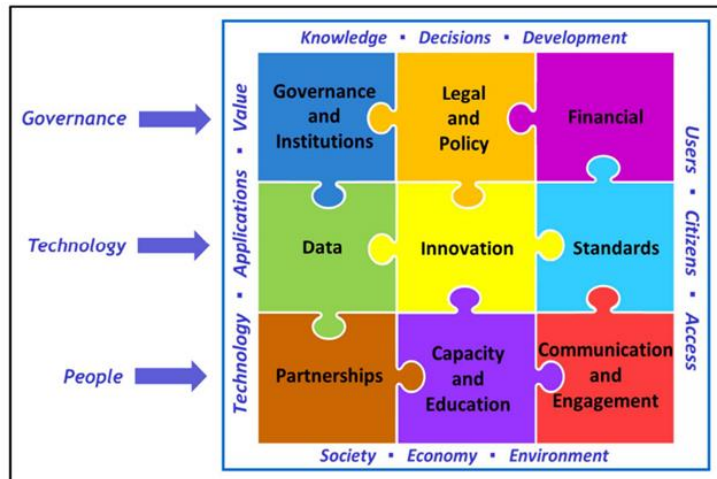 Knowledge ▪ Decisions ▪ Development
Governance
Technology ▪ Applications ▪ Value
Governance
and
Institutions
Legal
and
Policy
Financial
Users ▪ Citizens ▪ Access
Technology
Data
Innovation
Standards
People
Partnerships
Capacity
and
Education
Communication
and
Engagement
Society ▪ Economy ▪ Environment